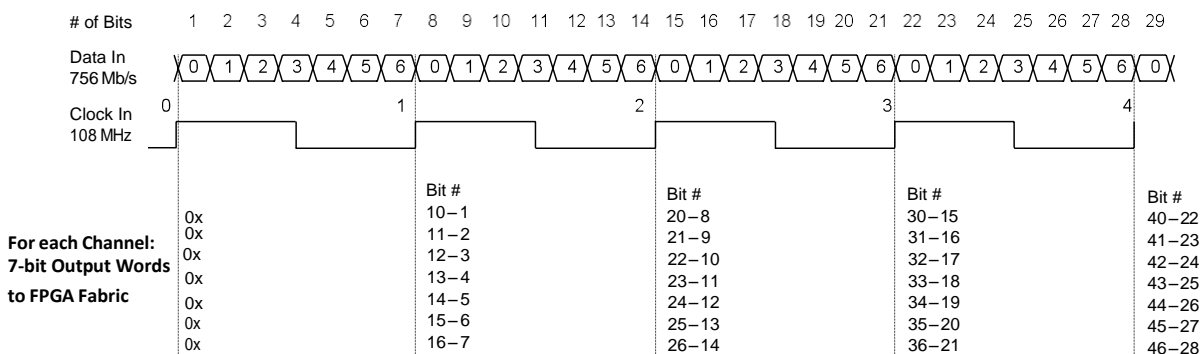 # of Bits 1 2 3 4 5 6 7 8 9 10 11 12 13 14 15 16 17 18 19 20 21 22 23 24 25 26 27 28 29
Data In
756 Mb/s
0 1 2 3 4 5 6 0 1 2 3 4 5 6 0 1 2 3 4 5 6 0 1 2 3 4 5 6 0
Clock In
108 MHz
0 1 2 3 4
For each Channel:
7-bit Output Words
to FPGA Fabric
0x
0x
0x
0x
0x
0x
0x
Bit #
10–1
11–2
12–3
13–4
14–5
15–6
16–7
Bit #
20–8
21–9
22–10
23–11
24–12
25–13
26–14
Bit #
30–15
31–16
32–17
33–18
34–19
35–20
36–21
Bit #
40–22
41–23
42–24
43–25
44–26
45–27
46–28